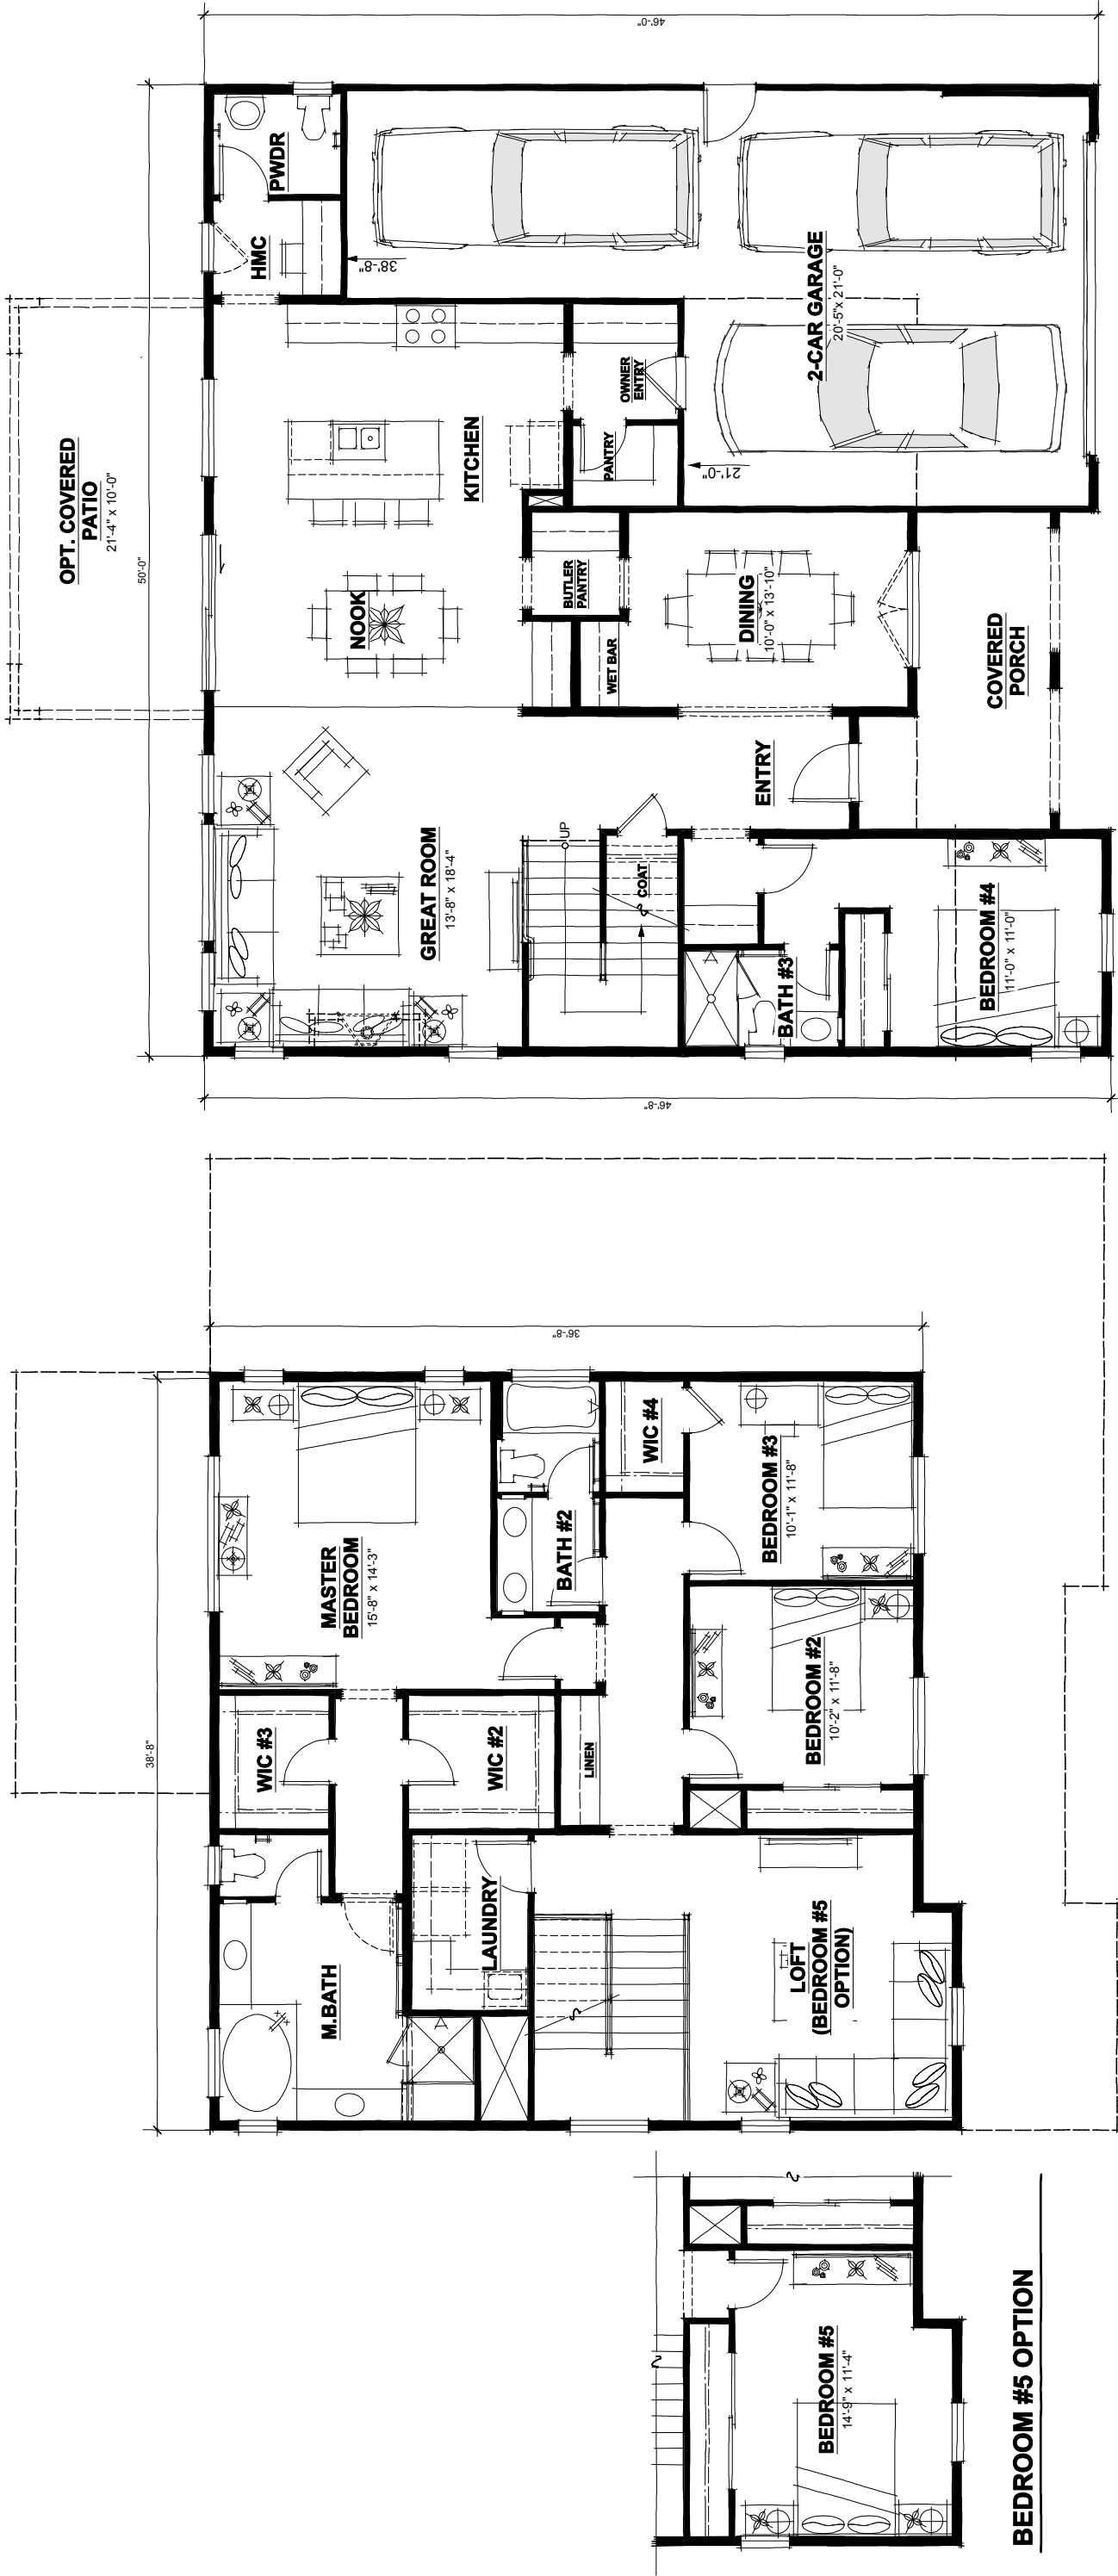 BEDROOM #5 OPTION
BEDROOM #5
14'-9" x 11'-4"
38'-8"
36'-8"
M.BATH
WIC #3
WIC #2
MASTER
BEDROOM
15'-8" x 14'-3"
LAUNDRY
LINEN
BATH #2
WIC #4
LOFT
(BEDROOM #5
OPTION)
BEDROOM #2
10'-2" x 11'-8"
BEDROOM #3
10'-1" x 11'-8"
OPT. COVERED
PATIO
21'-4" x 10'-0"
50'-0"
46'-8"
46'-0"
GREAT ROOM
13'-8" x 18'-4"
NOOK
KITCHEN
HMC
PWDR
38'-8"
UP
COAT
WET BAR
BUTLER
PANTRY
PANTRY
OWNER
ENTRY
21'-0"
BATH #3
ENTRY
DINING
10'-0" x 13'-10"
2-CAR GARAGE
20'-5"x 21'-0"
BEDROOM #4
11'-0" x 11'-0"
COVERED
PORCH